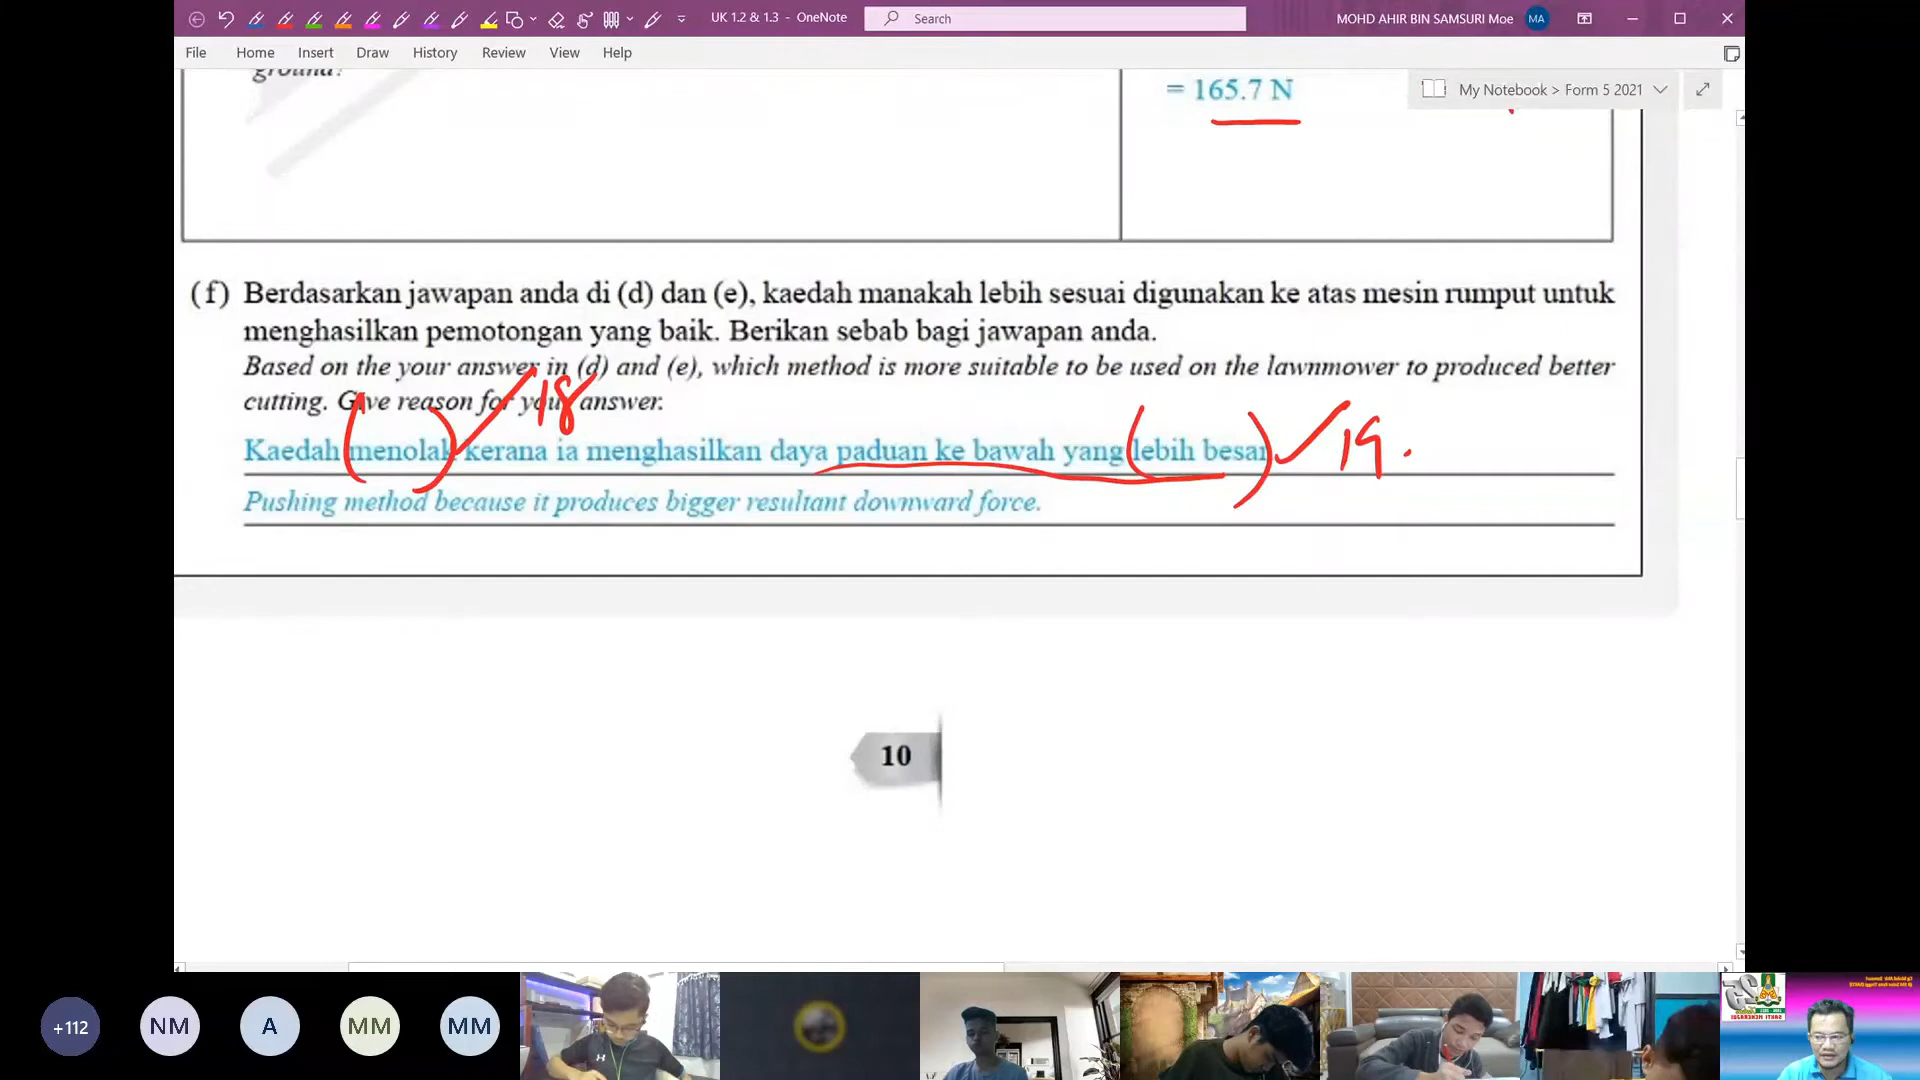 UK 1.2 & 1.3 - OneNote
Search
MOHD AHIR BIN SAMSURI Moe
MA
File Home Insert Draw History Review View Help
ground?
= 165.7 N
My Notebook > Form 5 2021
(f) Berdasarkan jawapan anda di (d) dan (e), kaedah manakah lebih sesuai digunakan ke atas mesin rumput untuk
menghasilkan pemotongan yang baik. Berikan sebab bagi jawapan anda.
Based on the your answer in (d) and (e), which method is more suitable to be used on the lawnmower to produced better
cutting. Give reason for your answer.
18
Kaedah menolak kerana ia menghasilkan daya paduan ke bawah yang lebih besar
19.
Pushing method because it produces bigger resultant downward force.
10
+112
NM
A
MM
MM